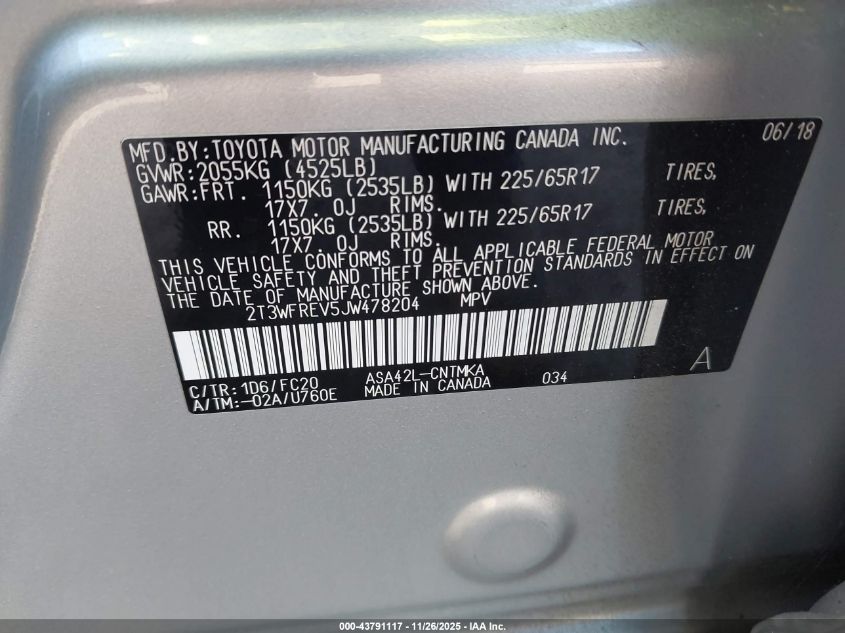 MFD.BY:TOYOTA MOTOR MANUFACTURING CANADA INC. 06/18
GVWR:2055KG (4525LB)
GAWR:FRT. 1150KG (2535LB) WITH 225/65R17 TIRES,
17X7. 0J RIMS.
RR. 1150KG (2535LB) WITH 225/65R17 TIRES,
17X7. 0J RIMS.
THIS VEHICLE CONFORMS TO ALL APPLICABLE FEDERAL MOTOR
VEHICLE SAFETY AND THEFT PREVENTION STANDARDS IN EFFECT ON
THE DATE OF MANUFACTURE SHOWN ABOVE.
2T3WFREV5JW478204 MPV
A
C/TR:1D6/FC20 ASA42L-CNTMKA 034
A/TM:-02A/U760E MADE IN CANADA
000-43791117 - 11/26/2025 - IAA Inc.